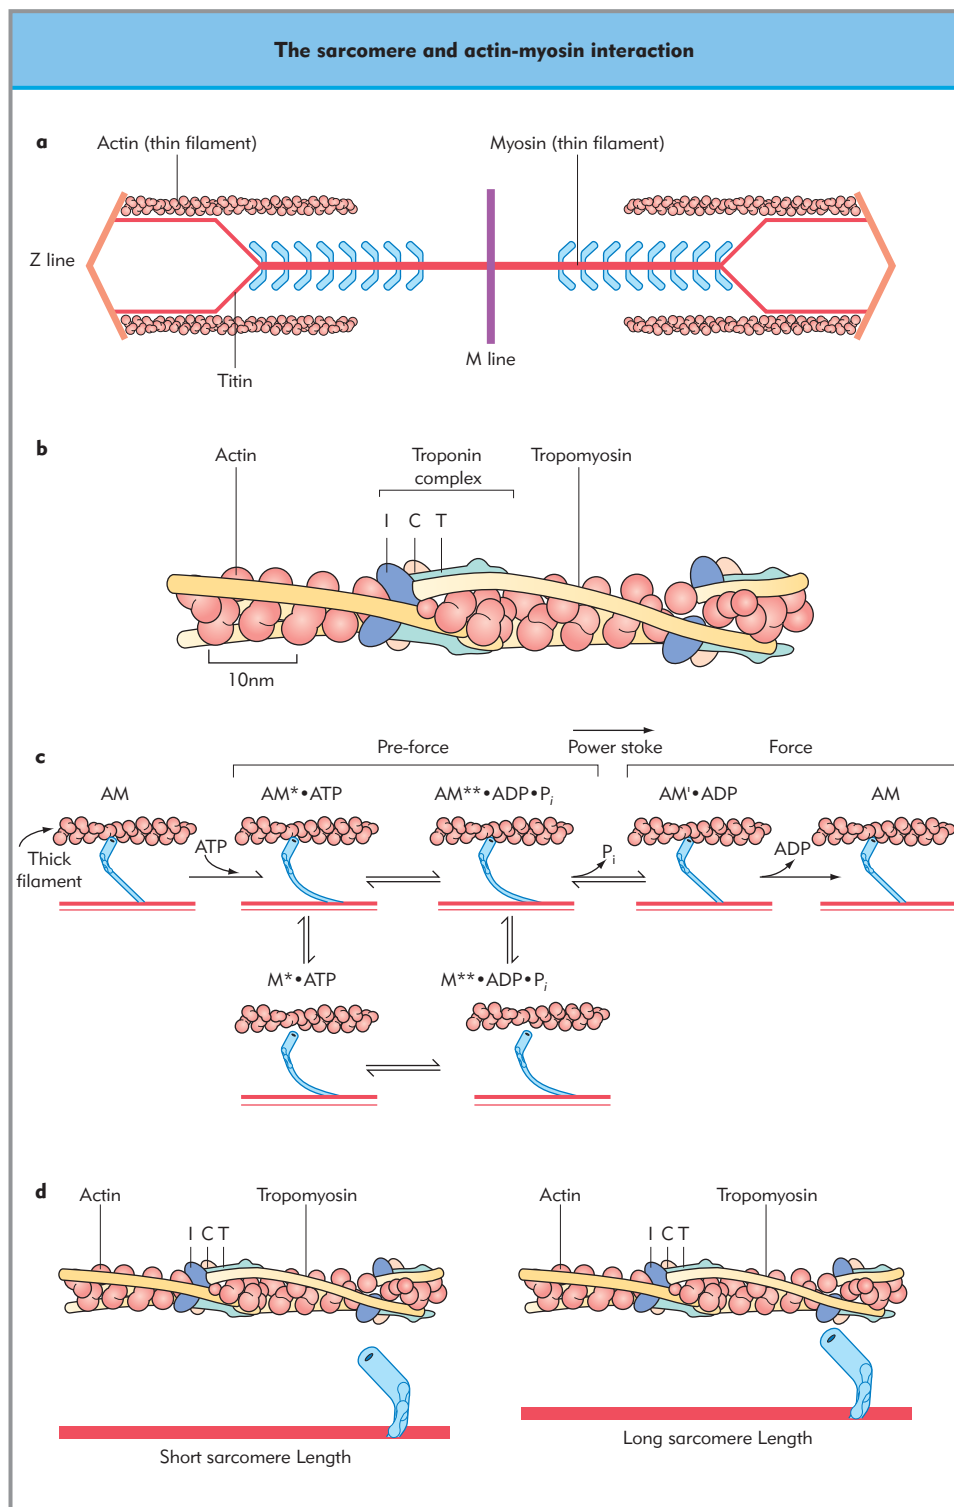 The sarcomere and actin-myosin interaction
a
Actin (thin filament)
Myosin (thin filament)
Z line
M line
Titin
b
Actin
Troponin
complex
Tropomyosin
I C T
10nm
c
Pre-force
Power stoke
Force
AM
AM*•ATP
AM**•ADP•Pi
AM'•ADP
AM
Thick
filament
ATP
Pi
ADP
M*•ATP
M**•ADP•Pi
d
Actin
Tropomyosin
I C T
Short sarcomere Length
Actin
Tropomyosin
I C T
Long sarcomere Length